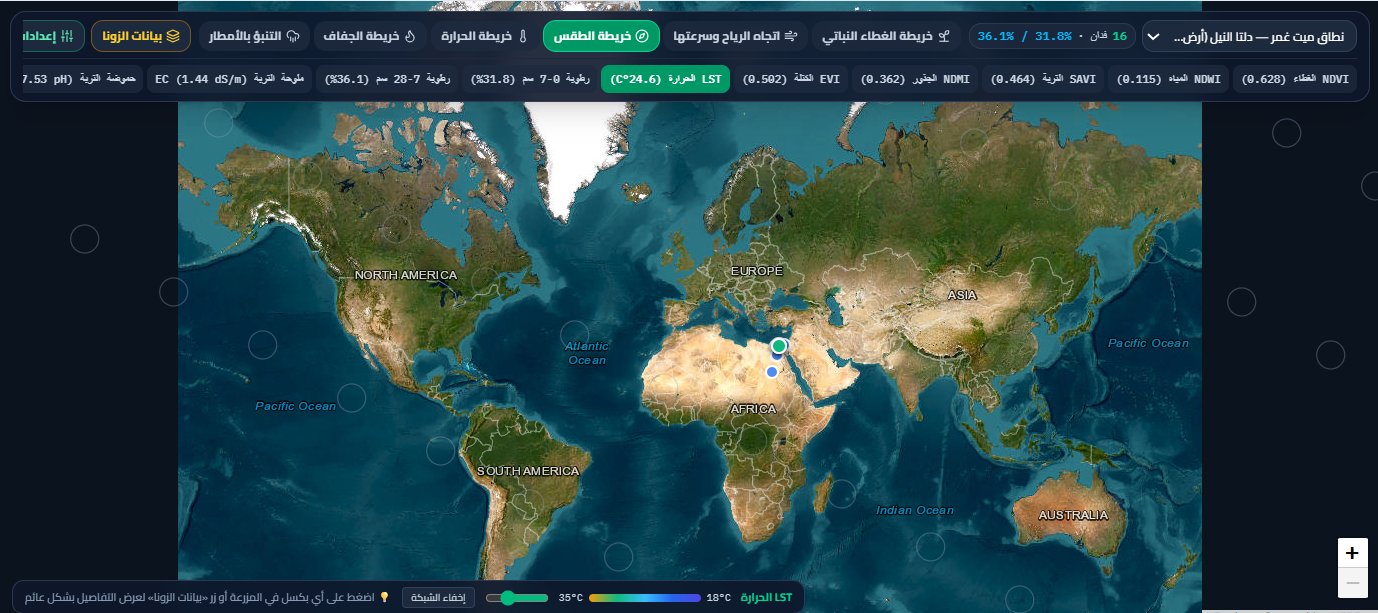 نطاق ميت غمر — دلتا النيل (أرض...
16 فدان · 31.8% / 36.1%
خريطة الغطاء النباتي
اتجاه الرياح وسرعتها
خريطة الطقس
خريطة الحرارة
خريطة الجفاف
التنبؤ بالأمطار
بيانات الزونا
إعدادا
NDVI الغطاء (0.628)
NDWI المياه (0.115)
SAVI التربة (0.464)
NDMI الجذور (0.362)
EVI الكتلة (0.502)
LST الحرارة (24.6°C)
رطوبة 0-7 سم (31.8%)
رطوبة 7-28 سم (36.1%)
ملوحة التربة EC (1.44 dS/m)
حموضة التربة (pH 7.53
NORTH AMERICA
EUROPE
ASIA
Atlantic
Ocean
Pacific Ocean
Pacific Ocean
AFRICA
SOUTH AMERICA
Indian Ocean
AUSTRALIA
+
−
LST الحرارة
18°C
35°C
إخفاء الشبكة
💡 اضغط على أي بكسل في المزرعة أو زر «بيانات الزونا» لعرض التفاصيل بشكل عائم